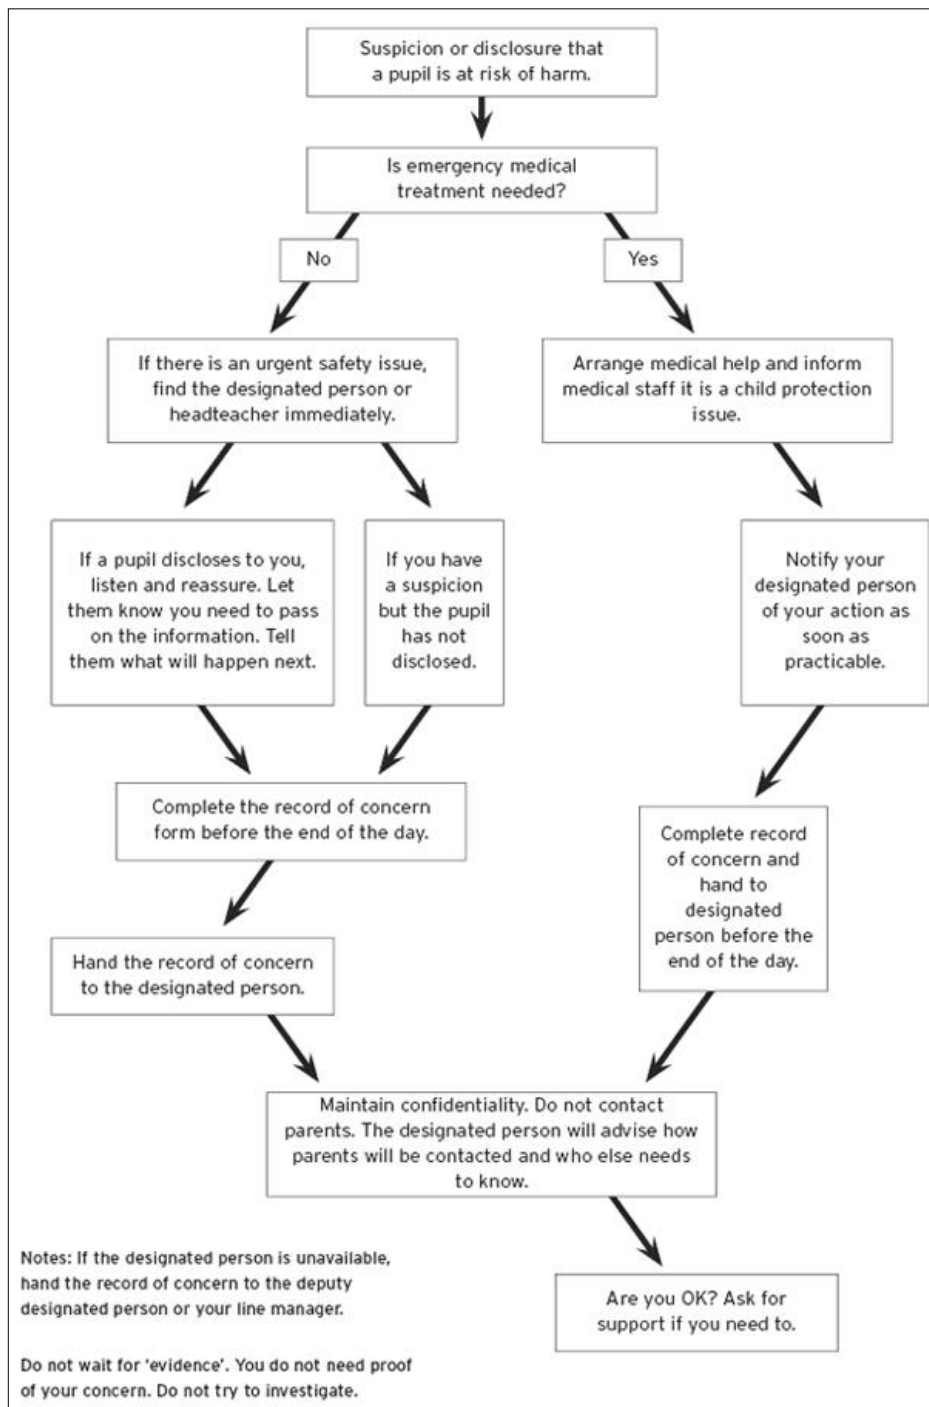 Suspicion or disclosure that
a pupil is at risk of harm.
Is emergency medical
treatment needed?
No
Yes
If there is an urgent safety issue,
find the designated person or
headteacher immediately.
Arrange medical help and inform
medical staff it is a child protection
issue.
If a pupil discloses to you,
listen and reassure. Let
them know you need to pass
on the information. Tell
them what will happen next.
If you have
a suspicion
but the pupil
has not
disclosed.
Notify your
designated person
of your action as
soon as
practicable.
Complete the record of concern
form before the end of the day.
Complete record
of concern and
hand to
designated
person before the
end of the day.
Hand the record of concern
to the designated person.
Maintain confidentiality. Do not contact
parents. The designated person will advise how
parents will be contacted and who else needs
to know.
Notes: If the designated person is unavailable,
hand the record of concern to the deputy
designated person or your line manager.
Are you OK? Ask for
support if you need to.
Do not wait for 'evidence'. You do not need proof
of your concern. Do not try to investigate.